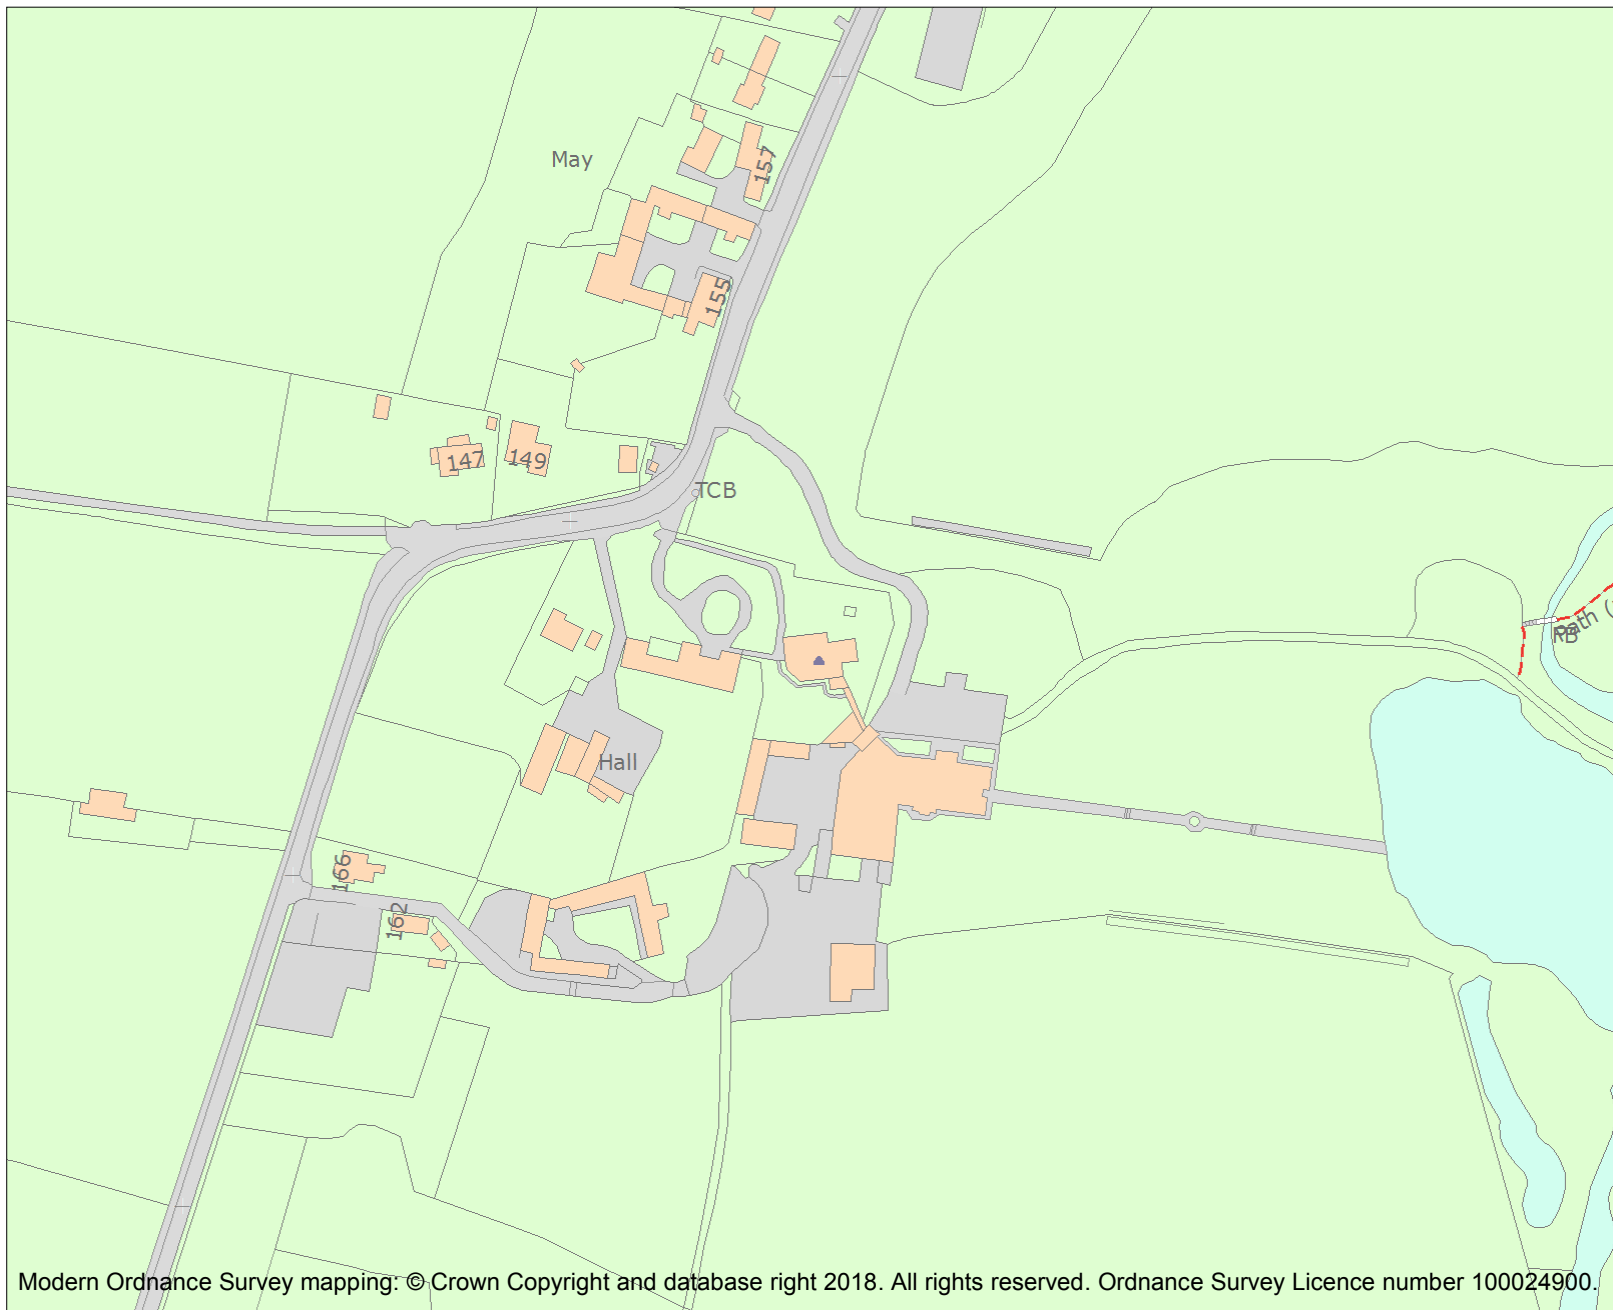 May
157
155
147
149
TCB
Path (
FB
Hall
166
162
Modern Ordnance Survey mapping: © Crown Copyright and database right 2018. All rights reserved. Ordnance Survey Licence number 100024900.